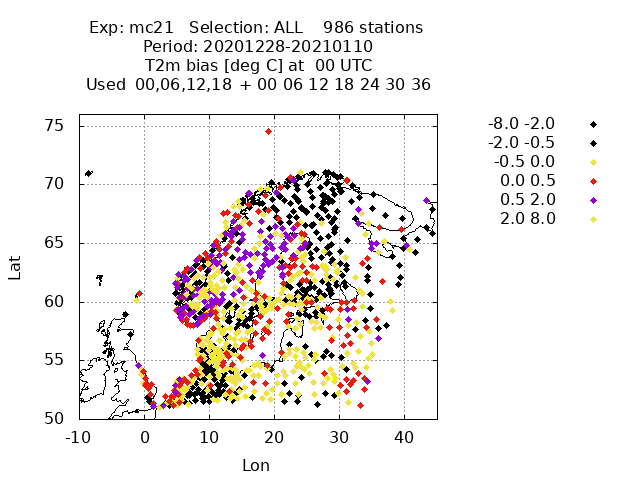 Exp: mc21 Selection: ALL 986 stations
Period: 20201228-20210110
T2m bias [deg C] at 00 UTC
Used 00,06,12,18 + 00 06 12 18 24 30 36
75
70
65
60
55
50
-10 0 10 20 30 40
Lat
Lon
-8.0 -2.0
-2.0 -0.5
-0.5 0.0
0.0 0.5
0.5 2.0
2.0 8.0